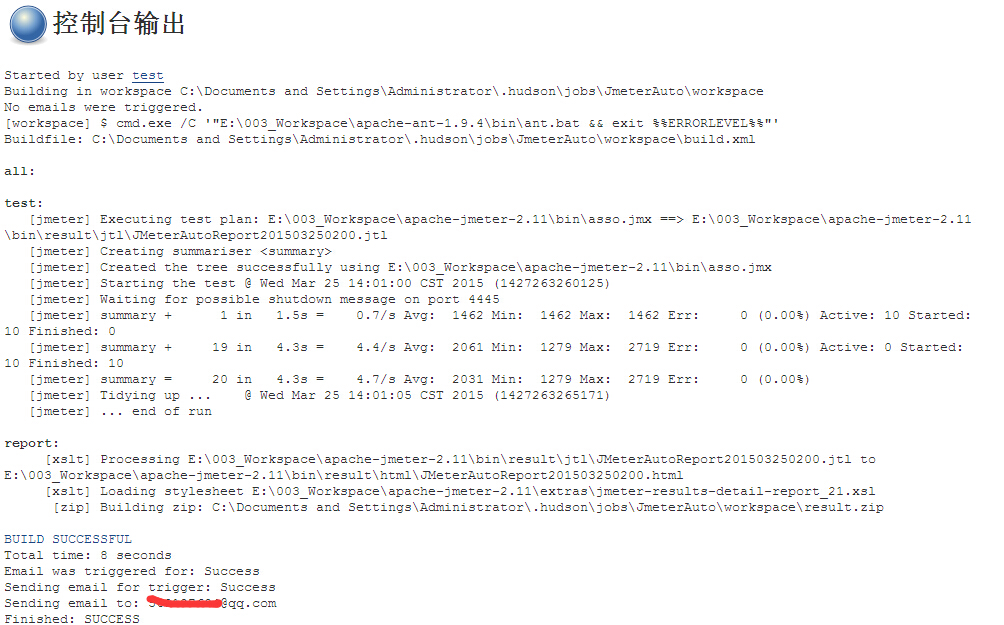 控制台输出
Started by user test
Building in workspace C:\Documents and Settings\Administrator\.hudson\jobs\JmeterAuto\workspace
No emails were triggered.
[workspace] $ cmd.exe /C '"E:\003_Workspace\apache-ant-1.9.4\bin\ant.bat && exit %%ERRORLEVEL%%"'
Buildfile: C:\Documents and Settings\Administrator\.hudson\jobs\JmeterAuto\workspace\build.xml
all:
test:
[jmeter] Executing test plan: E:\003_Workspace\apache-jmeter-2.11\bin\asso.jmx ==> E:\003_Workspace\apache-jmeter-2.11
\bin\result\jtl\JMeterAutoReport201503250200.jtl
[jmeter] Creating summariser <summary>
[jmeter] Created the tree successfully using E:\003_Workspace\apache-jmeter-2.11\bin\asso.jmx
[jmeter] Starting the test @ Wed Mar 25 14:01:00 CST 2015 (1427263260125)
[jmeter] Waiting for possible shutdown message on port 4445
[jmeter] summary +      1 in   1.5s =    0.7/s Avg:  1462 Min:  1462 Max:  1462 Err:     0 (0.00%) Active: 10 Started:
10 Finished: 0
[jmeter] summary +     19 in   4.3s =    4.4/s Avg:  2061 Min:  1279 Max:  2719 Err:     0 (0.00%) Active: 0 Started:
10 Finished: 10
[jmeter] summary =     20 in   4.3s =    4.7/s Avg:  2031 Min:  1279 Max:  2719 Err:     0 (0.00%)
[jmeter] Tidying up ...    @ Wed Mar 25 14:01:05 CST 2015 (1427263265171)
[jmeter] ... end of run
report:
[xslt] Processing E:\003_Workspace\apache-jmeter-2.11\bin\result\jtl\JMeterAutoReport201503250200.jtl to
E:\003_Workspace\apache-jmeter-2.11\bin\result\html\JMeterAutoReport201503250200.html
[xslt] Loading stylesheet E:\003_Workspace\apache-jmeter-2.11\extras\jmeter-results-detail-report_21.xsl
[zip] Building zip: C:\Documents and Settings\Administrator\.hudson\jobs\JmeterAuto\workspace\result.zip
BUILD SUCCESSFUL
Total time: 8 seconds
Email was triggered for: Success
Sending email for trigger: Success
Sending email to: @qq.com
Finished: SUCCESS